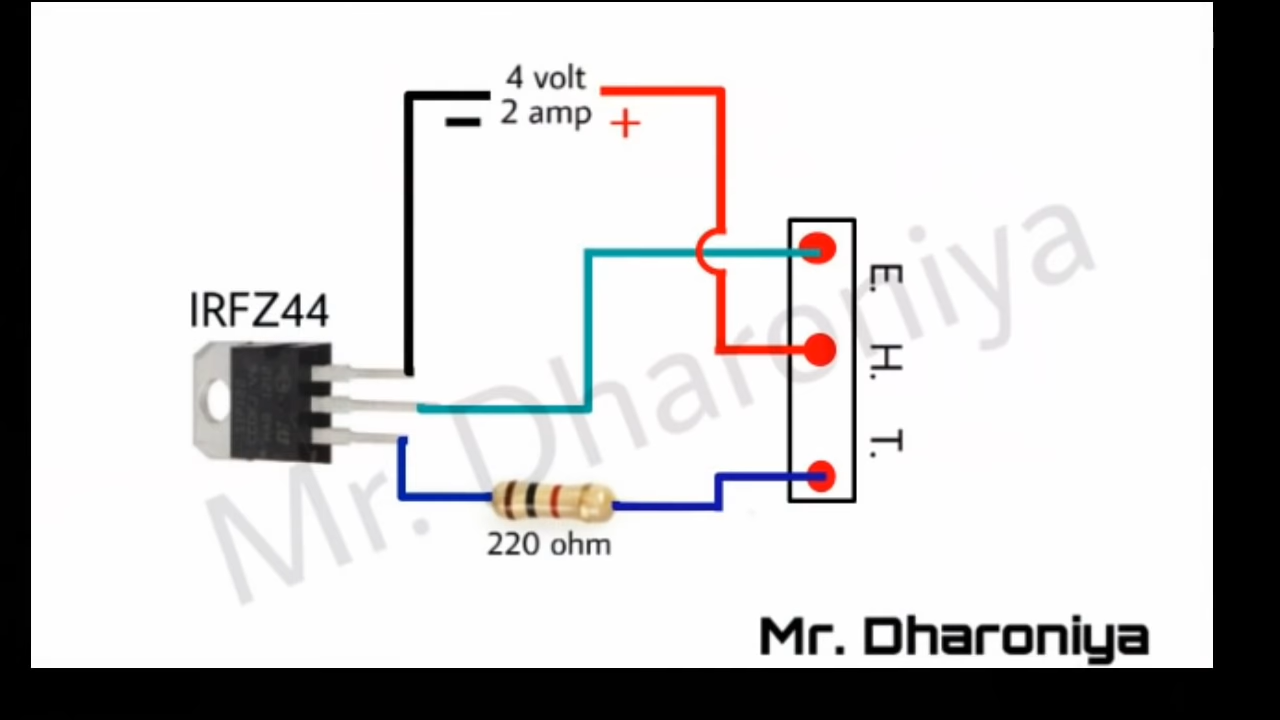 4 volt
2 amp
+
IRFZ44
E. H. T.
220 ohm
Mr. Dharoniya
Mr. Dharoniya